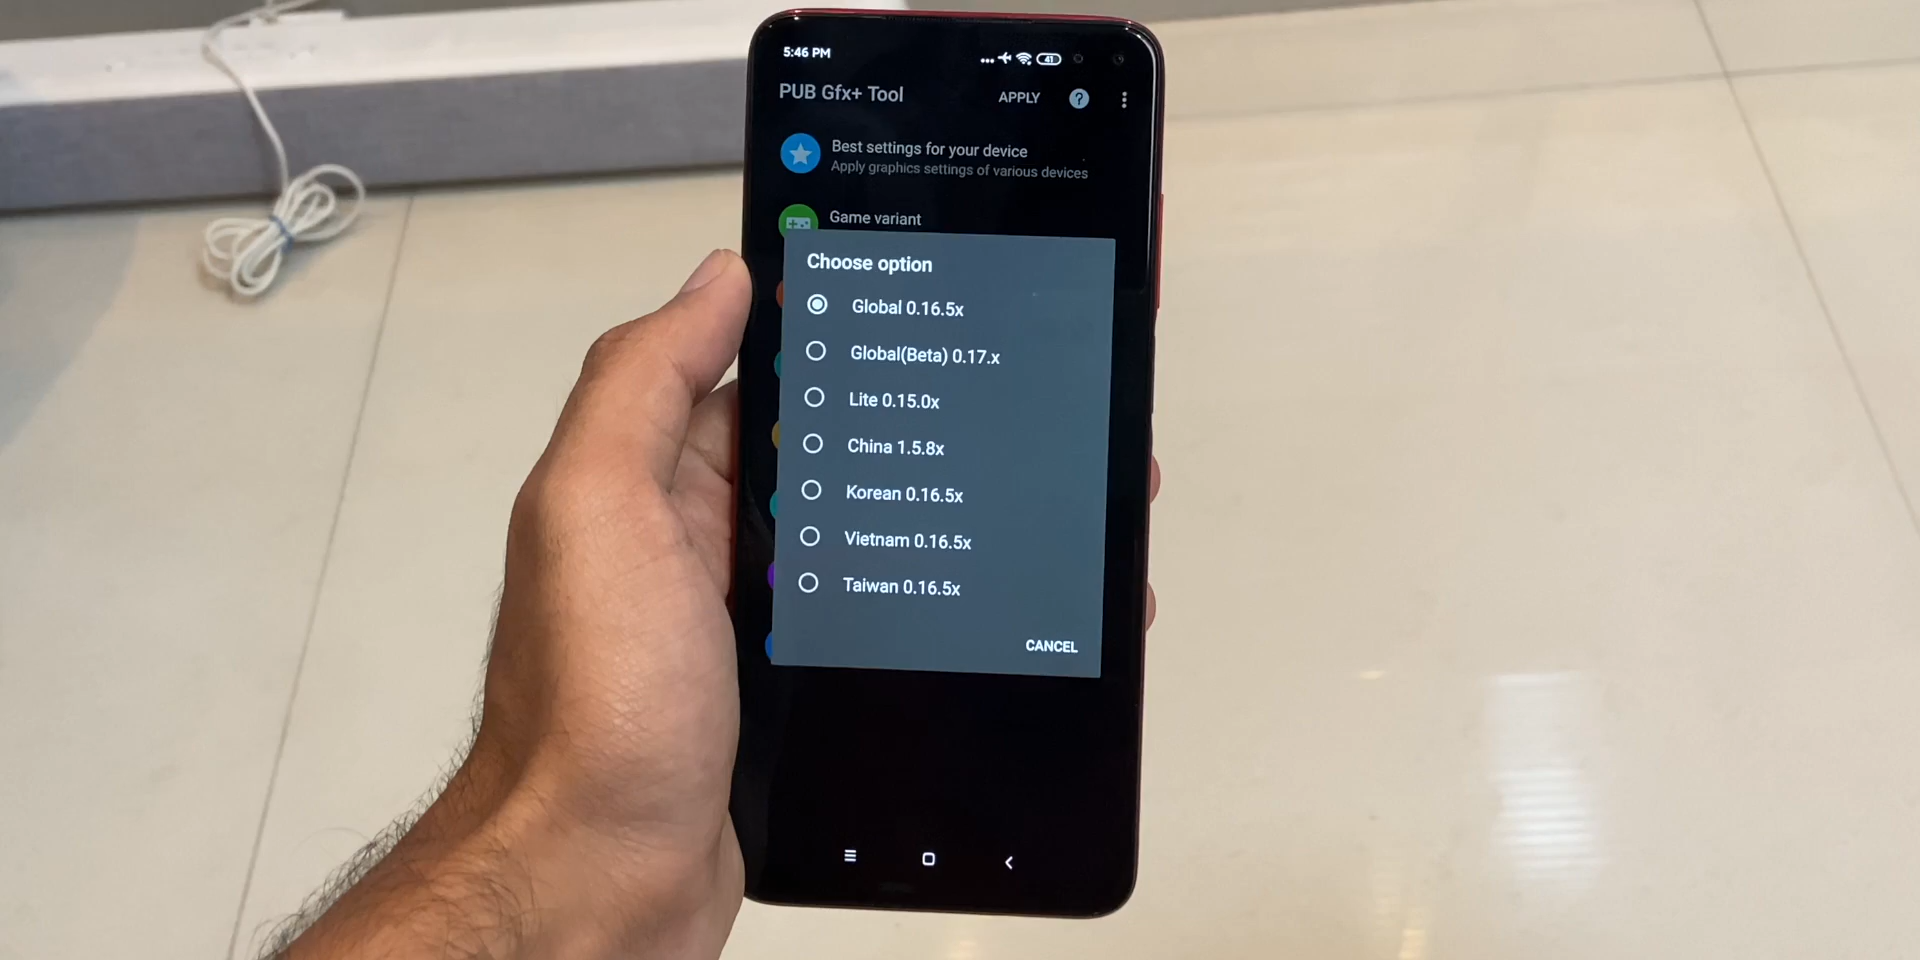 5:46 PM
41
PUB Gfx+ Tool
APPLY
?
Best settings for your device
Apply graphics settings of various devices
Game variant
Choose option
Global 0.16.5x
Global(Beta) 0.17.x
Lite 0.15.0x
China 1.5.8x
Korean 0.16.5x
Vietnam 0.16.5x
Taiwan 0.16.5x
CANCEL